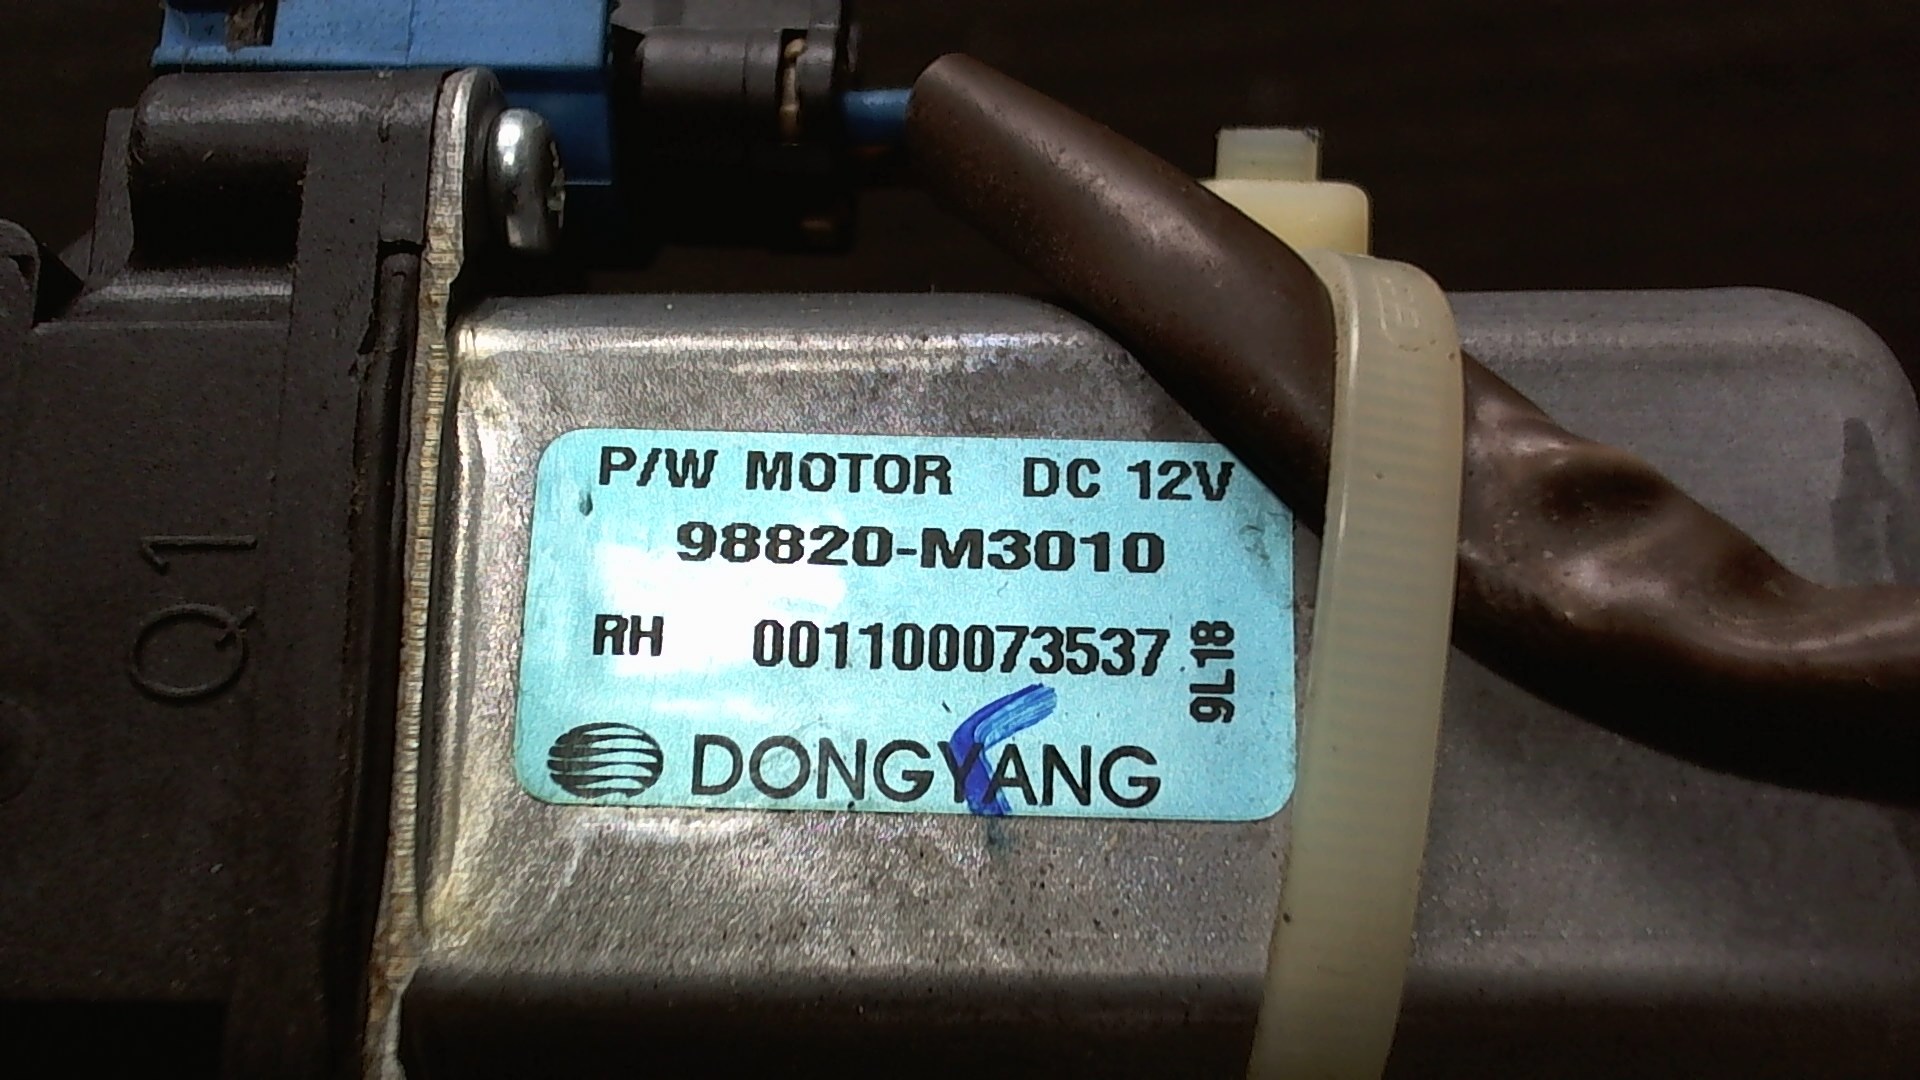 P/W MOTOR DC 12V
98820-M3010
RH 001100073537
9L18
DONGYANG
Q1